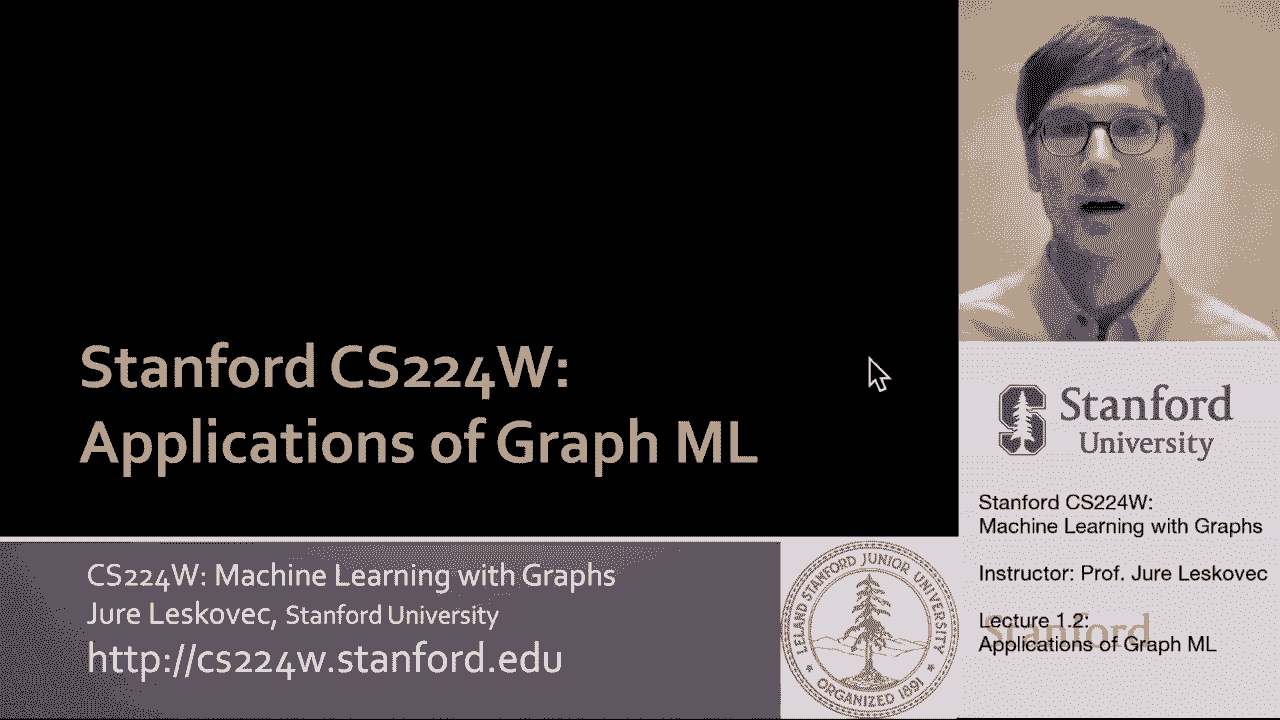 Stanford CS224W:
Applications of Graph ML
CS224W: Machine Learning with Graphs
Jure Leskovec, Stanford University
http://cs224w.stanford.edu
LELAND STANFORD JUNIOR UNIVERSITY
ORGANIZED 1891
Stanford
University
Stanford CS224W:
Machine Learning with Graphs
Instructor: Prof. Jure Leskovec
Lecture 1.2:
Applications of Graph ML
Stanford